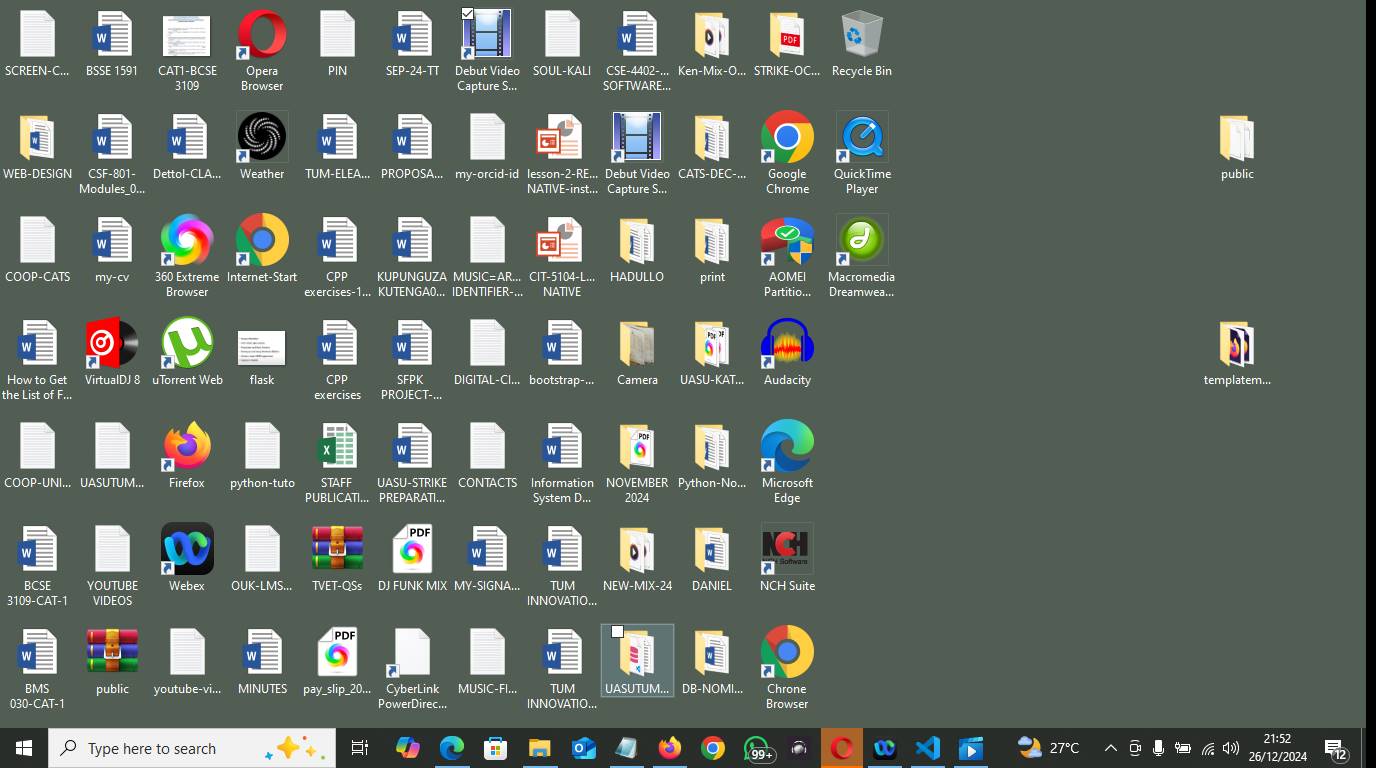 SCREEN-C...
BSSE 1591
CAT1-BCSE
3109
Opera
Browser
PIN
SEP-24-TT
Debut Video
Capture S...
SOUL-KALI
CSE-4402-...
SOFTWARE...
Ken-Mix-O...
STRIKE-OC...
Recycle Bin
WEB-DESIGN
CSF-801-
Modules_0...
Dettol-CLA...
Weather
TUM-ELEA...
PROPOSA...
my-orcid-id
lesson-2-RE...
NATIVE-inst...
Debut Video
Capture S...
CATS-DEC-...
Google
Chrome
QuickTime
Player
public
COOP-CATS
my-cv
360 Extreme
Browser
Internet-Start
CPP
exercises-1...
KUPUNGUZA
KUTENGA0...
MUSIC=AR...
IDENTIFIER-...
CIT-5104-L...
NATIVE
HADULLO
print
AOMEI
Partitio...
Macromedia
Dreamwea...
How to Get
the List of F...
VirtualDJ 8
uTorrent Web
flask
CPP
exercises
SFPK
PROJECT-...
DIGITAL-CI...
bootstrap-...
Camera
UASU-KAT...
Audacity
templatem...
COOP-UNI...
UASUTUM...
Firefox
python-tuto
STAFF
PUBLICATI...
UASU-STRIKE
PREPARATI...
CONTACTS
Information
System D...
PDF
NOVEMBER
2024
Python-No...
Microsoft
Edge
BCSE
3109-CAT-1
YOUTUBE
VIDEOS
Webex
OUK-LMS...
TVET-QSs
PDF
DJ FUNK MIX
MY-SIGNA...
TUM
INNOVATIO...
NEW-MIX-24
DANIEL
NCH
NCH Suite
BMS
030-CAT-1
public
youtube-vi...
MINUTES
PDF
pay_slip_20...
CyberLink
PowerDirec...
MUSIC-FI...
TUM
INNOVATIO...
UASUTUM...
DB-NOMI...
Chrone
Browser
Type here to search
99+
27°C
21:52
26/12/2024
12